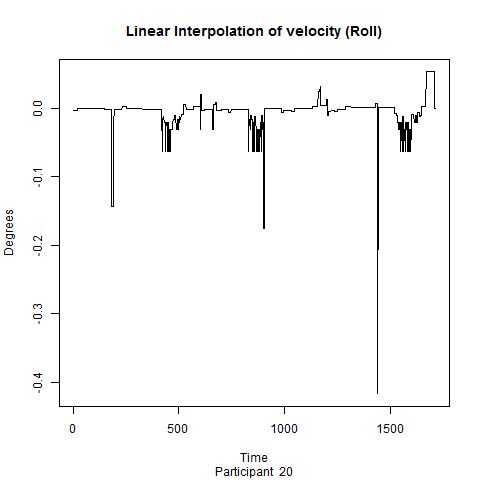 Linear Interpolation of velocity (Roll)
Degrees
0.0
-0.1
-0.2
-0.3
-0.4
0 500 1000 1500
Time
Participant 20